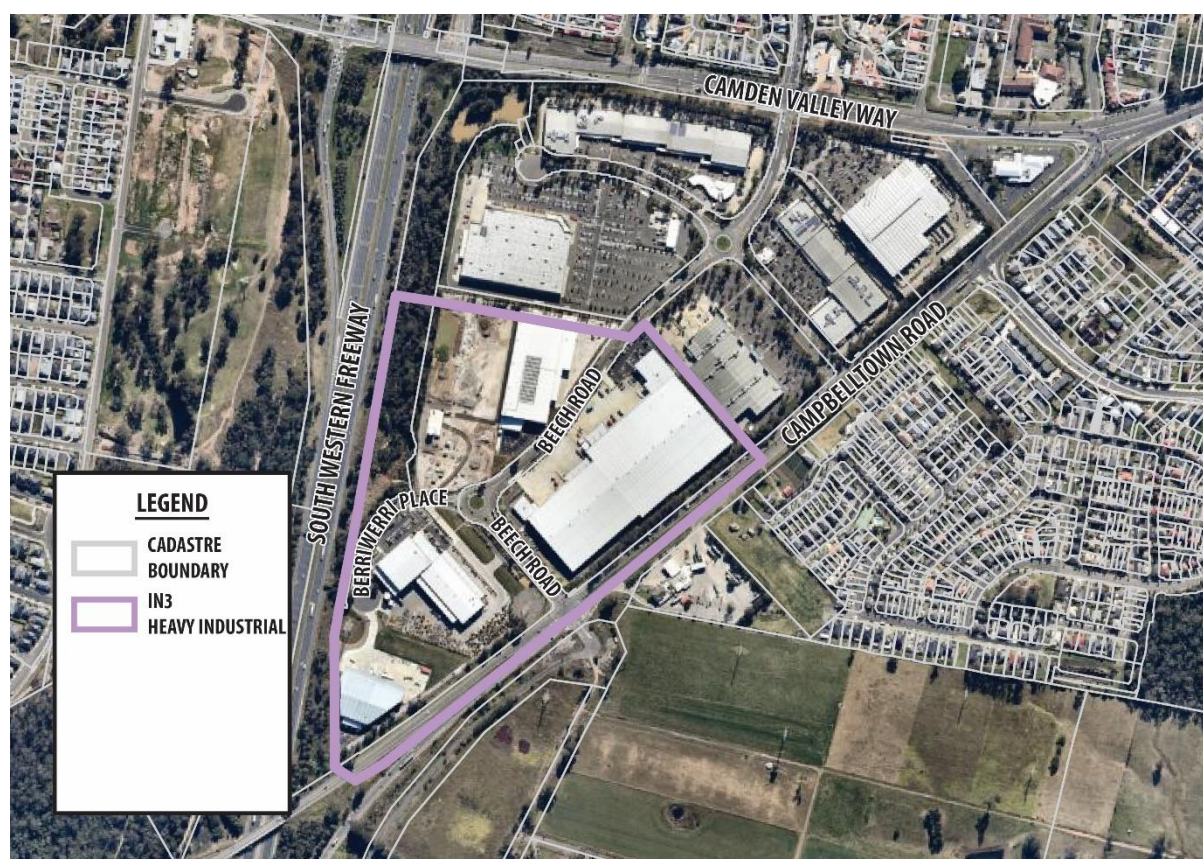 CAMDEN VALLEY WAY
SOUTH WESTERN FREEWAY
CAMPBELLTOWN ROAD
BEECH ROAD
BERRIWERRI PLACE
BEECH ROAD
LEGEND
CADASTRE
BOUNDARY
IN3
HEAVY INDUSTRIAL